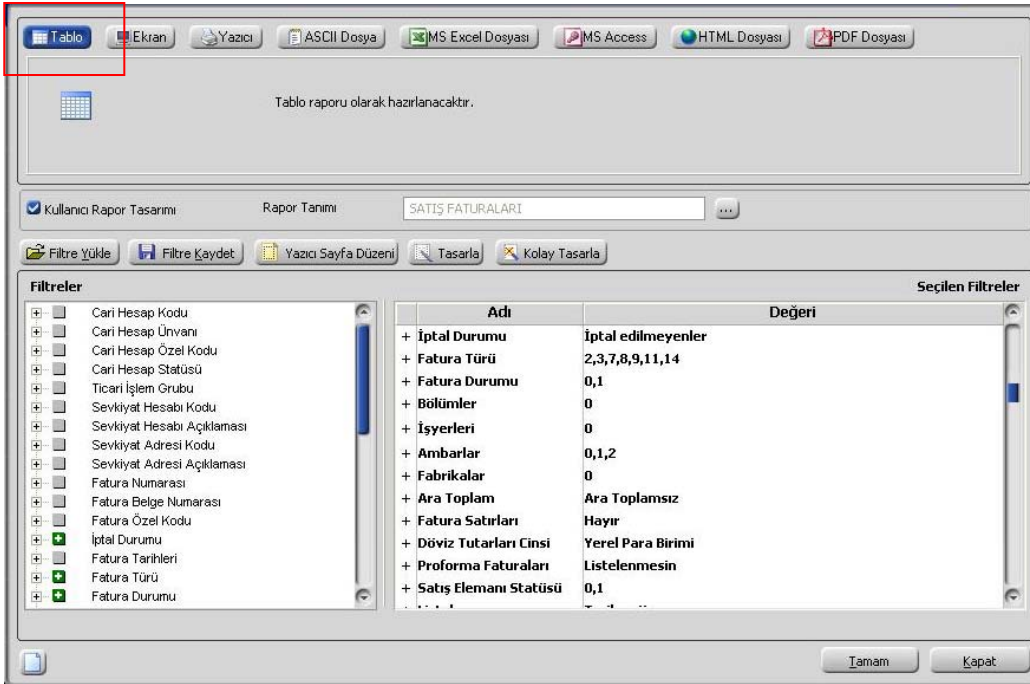 Tablo Ekran Yazıcı ASCII Dosya MS Excel Dosyası MS Access HTML Dosyası PDF Dosyası
Tablo raporu olarak hazırlanacaktır.
Kullanıcı Rapor Tasarımı Rapor Tanımı SATIŞ FATURALARI ...
Filtre Yükle Filtre Kaydet Yazıcı Sayfa Düzeni Tasarla Kolay Tasarla
Filtreler Seçilen Filtreler
Cari Hesap Kodu
Cari Hesap Ünvanı
Cari Hesap Özel Kodu
Cari Hesap Statüsü
Ticari İşlem Grubu
Sevkiyat Hesabı Kodu
Sevkiyat Hesabı Açıklaması
Sevkiyat Adresi Kodu
Sevkiyat Adresi Açıklaması
Fatura Numarası
Fatura Belge Numarası
Fatura Özel Kodu
İptal Durumu
Fatura Tarihleri
Fatura Türü
Fatura Durumu
Adı Değeri
+ İptal Durumu İptal edilmeyenler
+ Fatura Türü 2,3,7,8,9,11,14
+ Fatura Durumu 0,1
+ Bölümler 0
+ İşyerleri 0
+ Ambarlar 0,1,2
+ Fabrikalar 0
+ Ara Toplam Ara Toplamsız
+ Fatura Satırları Hayır
+ Döviz Tutarları Cinsi Yerel Para Birimi
+ Proforma Faturaları Listelenmesin
+ Satış Elemanı Statüsü 0,1
Tamam Kapat